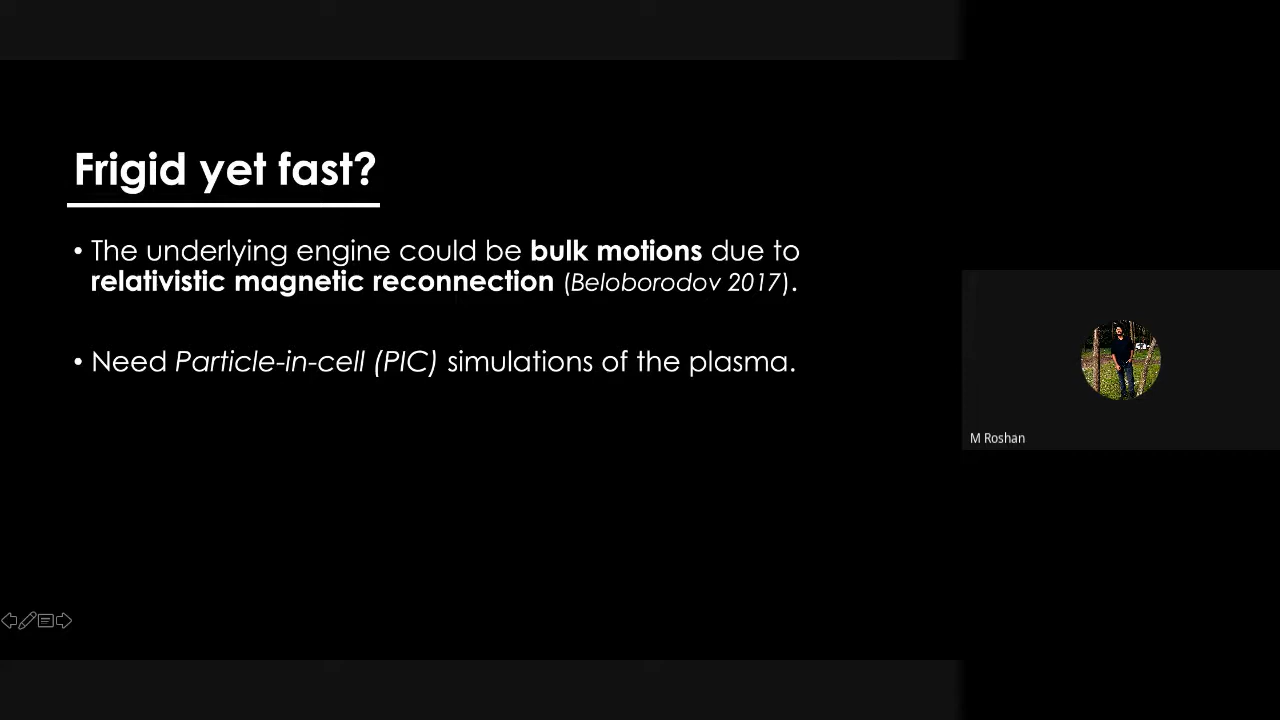 Frigid yet fast?
• The underlying engine could be bulk motions due to
relativistic magnetic reconnection (Beloborodov 2017).
• Need Particle-in-cell (PIC) simulations of the plasma.
M Roshan